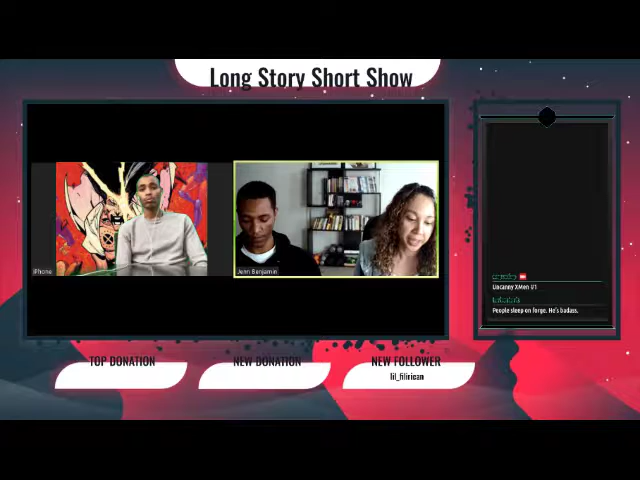 Long Story Short Show
iPhone
Jenn Benjamin
Uncanny XMen V1
People sleep on forge. He's badass.
TOP DONATION
NEW DONATION
NEW FOLLOWER
lil_filirican